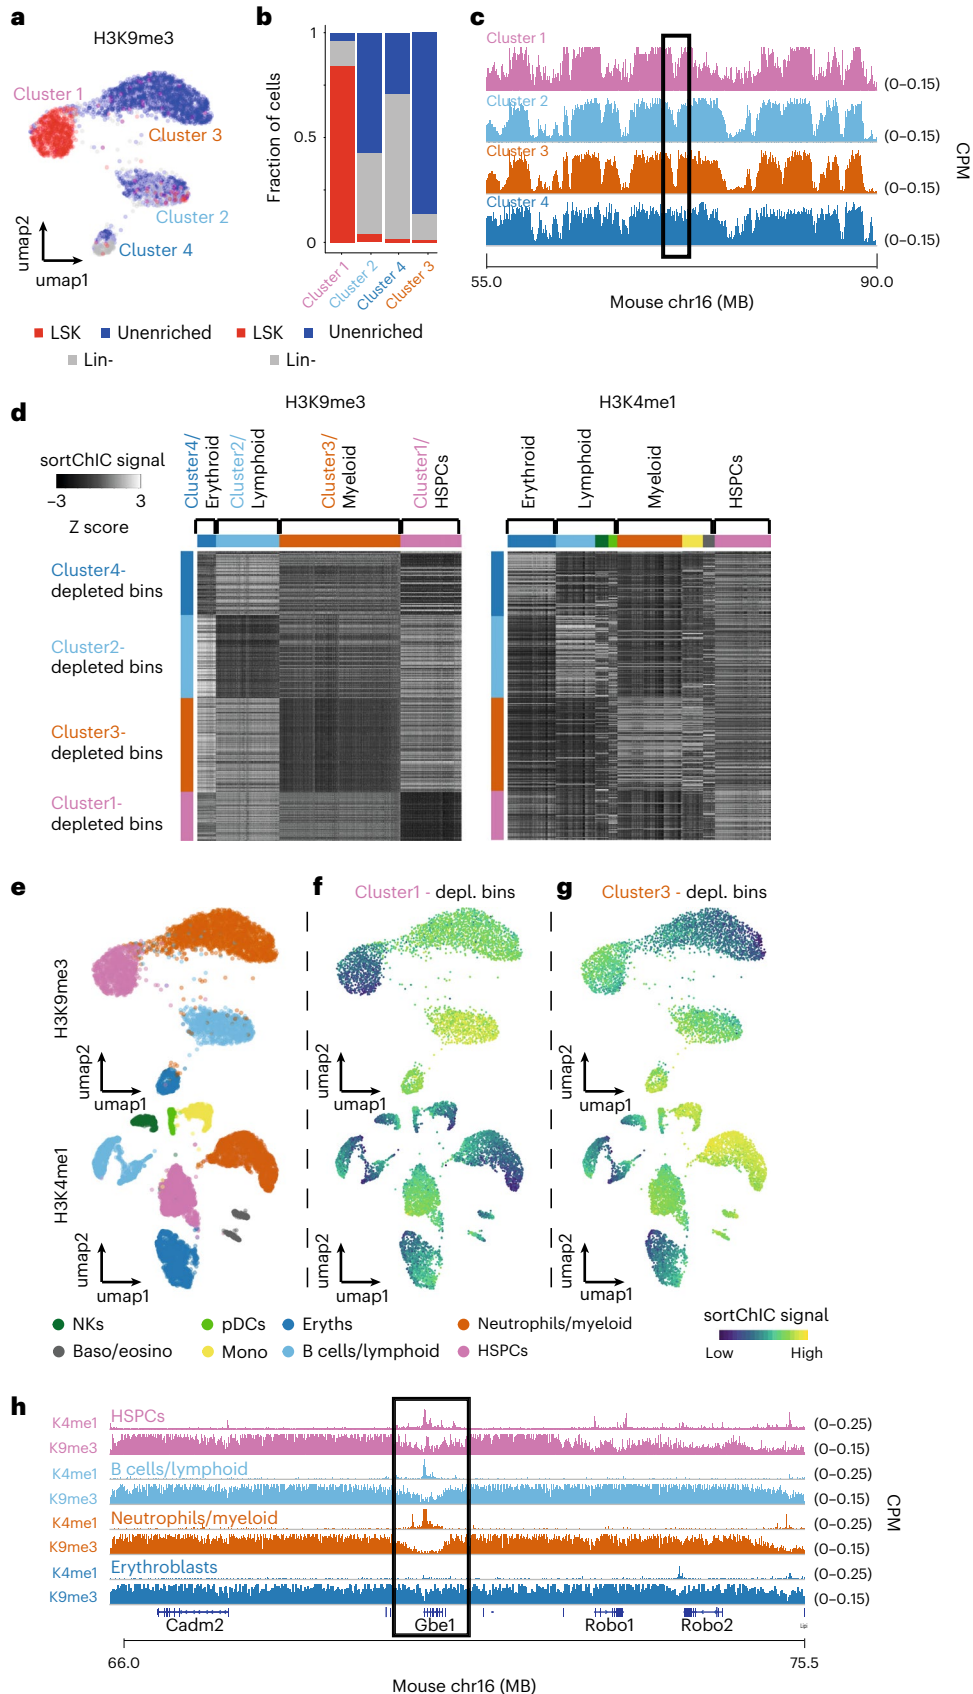 a
H3K9me3
Cluster 1
Cluster 3
Cluster 2
Cluster 4
umap2
umap1
LSK
Unenriched
Lin-
b
Fraction of cells
1
0.5
0
Cluster 1
Cluster 2
Cluster 4
Cluster 3
LSK
Unenriched
Lin-
c
Cluster 1
(0–0.15)
Cluster 2
(0–0.15)
Cluster 3
(0–0.15)
Cluster 4
(0–0.15)
CPM
55.0
90.0
Mouse chr16 (MB)
d
sortChIC signal
−3
3
Z score
H3K9me3
Cluster4/
Erythroid
Cluster2/
Lymphoid
Cluster3/
Myeloid
Cluster1/
HSPCs
H3K4me1
Erythroid
Lymphoid
Myeloid
HSPCs
Cluster4-
depleted bins
Cluster2-
depleted bins
Cluster3-
depleted bins
Cluster1-
depleted bins
e
H3K9me3
umap2
umap1
H3K4me1
umap2
umap1
f
Cluster1 - depl. bins
umap2
umap1
umap2
umap1
g
Cluster3 - depl. bins
umap2
umap1
umap2
umap1
NKs
pDCs
Eryths
Neutrophils/myeloid
Baso/eosino
Mono
B cells/lymphoid
HSPCs
sortChIC signal
Low
High
h
K4me1
HSPCs
(0–0.25)
K9me3
(0–0.15)
K4me1
B cells/lymphoid
(0–0.25)
K9me3
(0–0.15)
K4me1
Neutrophils/myeloid
(0–0.25)
K9me3
(0–0.15)
K4me1
Erythroblasts
(0–0.25)
K9me3
(0–0.15)
CPM
Cadm2
Gbe1
Robo1
Robo2
66.0
75.5
Mouse chr16 (MB)